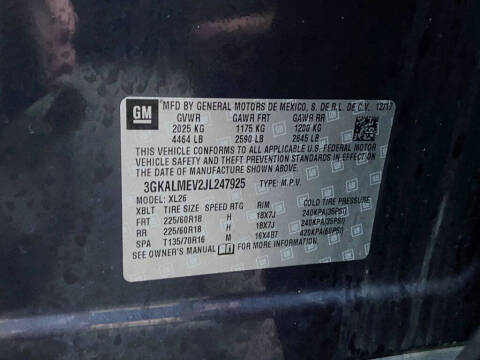 GM MFD BY GENERAL MOTORS DE MEXICO, S. DE R.L. DE C.V. 12/17
GVWR GAWR FRT GAWR RR
2025 KG 1175 KG 1200 KG
4464 LB 2590 LB 2645 LB
THIS VEHICLE CONFORMS TO ALL APPLICABLE U.S. FEDERAL MOTOR
VEHICLE SAFETY AND THEFT PREVENTION STANDARDS IN EFFECT ON THE
DATE OF MANUFACTURE SHOWN ABOVE.
3GKALMEV2JL247925 TYPE: M.P.V.
MODEL: XL26
XBLT TIRE SIZE SPEED RTG RIM COLD TIRE PRESSURE
FRT 225/60R18 H 18X7J 240KPA(35PSI)
RR 225/60R18 H 18X7J 240KPA(35PSI)
SPA T135/70R16 M 16X4BT 420KPA(60PSI)
SEE OWNER'S MANUAL FOR MORE INFORMATION.